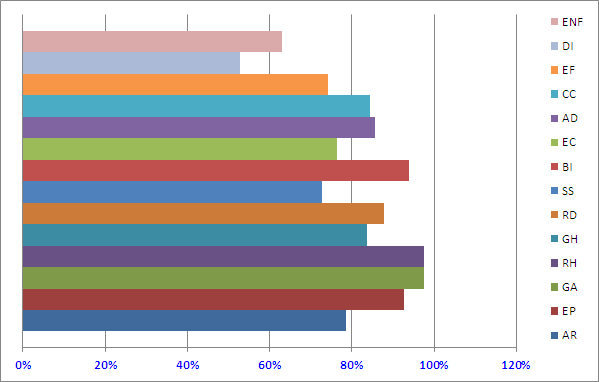 ENF
DI
EF
CC
AD
EC
BI
SS
RD
GH
RH
GA
EP
AR
0% 20% 40% 60% 80% 100% 120%